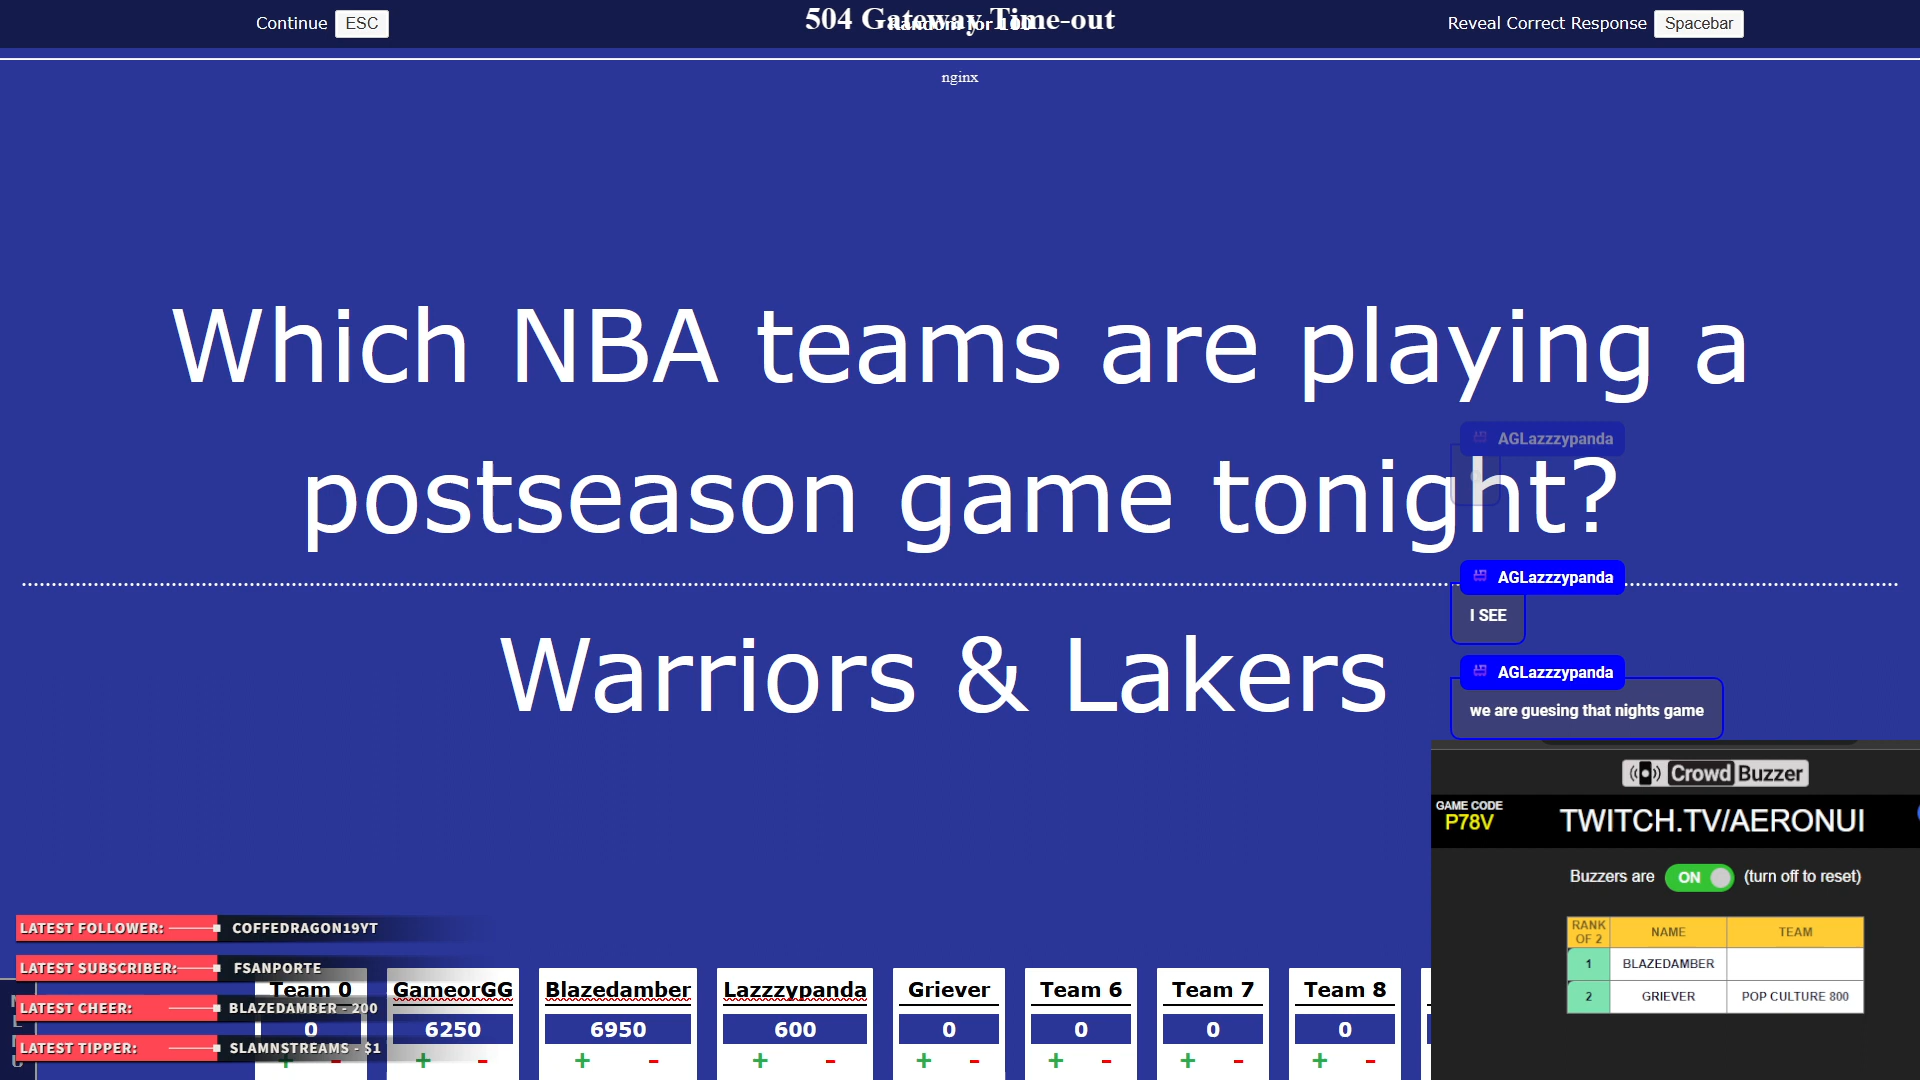 Continue ESC
504 Gateway Time-out
Random for 100
Reveal Correct Response Spacebar
nginx
Which NBA teams are playing a
postseason game tonight?
Warriors & Lakers
AGLazzzypanda
AGLazzzypanda
I SEE
AGLazzzypanda
we are guesing that nights game
CrowdBuzzer
GAME CODE
P78V
TWITCH.TV/AERONUI
Buzzers are ON (turn off to reset)
RANK OF 2 NAME TEAM
1 BLAZEDAMBER
2 GRIEVER POP CULTURE 800
LATEST FOLLOWER: COFFEDRAGON19YT
LATEST SUBSCRIBER: FSANPORTE
LATEST CHEER: BLAZEDAMBER - 200
LATEST TIPPER: SLAMNSTREAMS - $1
Team 0 GameorGG Blazedamber Lazzzypanda Griever Team 6 Team 7 Team 8
0 6250 6950 600 0 0 0 0
+ - + - + - + - + - + - + - + -